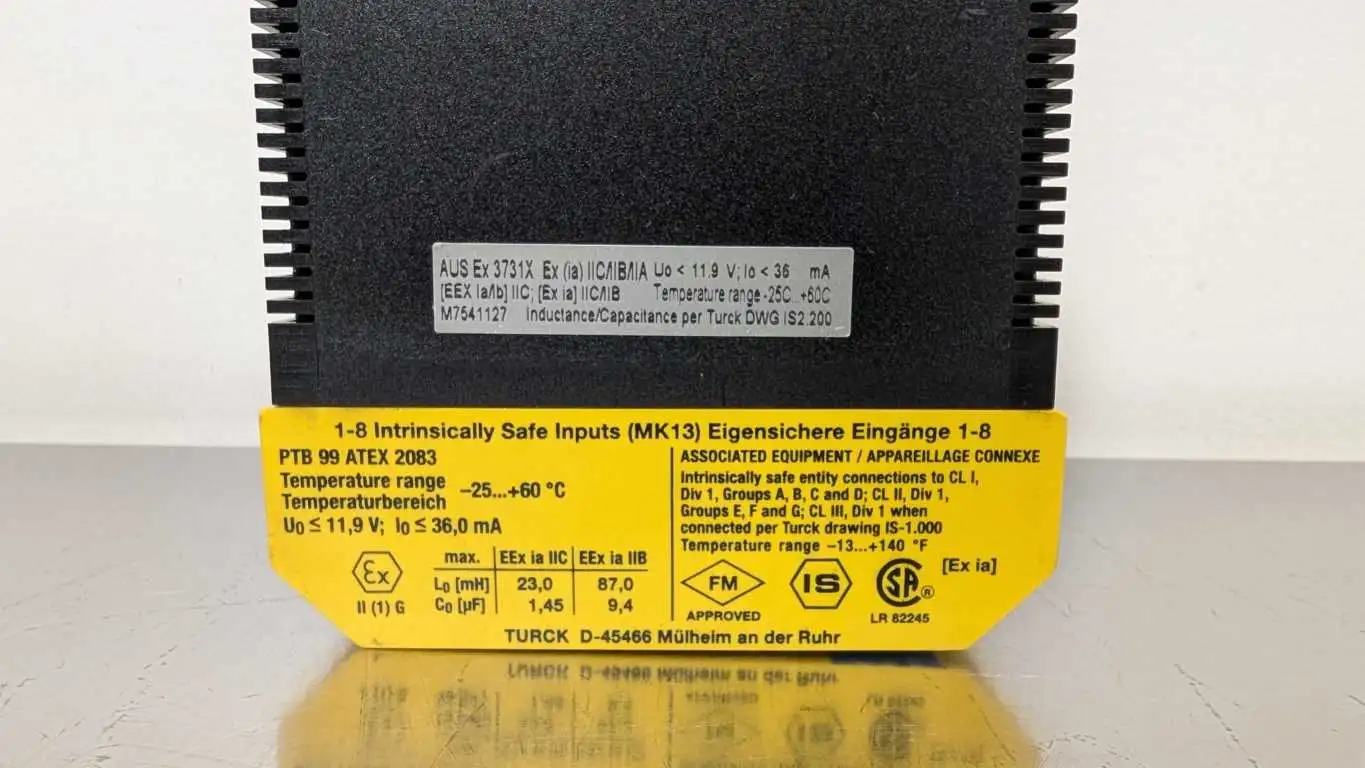 AUS Ex 3731X Ex (ia) IIC/IIB/IIA Uo < 11.9 V; Io < 36 mA
[EEX Ia/Ib] IIC; [Ex ia] IIC/IIB Temperature range -25C...+60C
M7541127 Inductance/Capacitance per Turck DWG IS2.200
1-8 Intrinsically Safe Inputs (MK13) Eigensichere Eingänge 1-8
PTB 99 ATEX 2083
Temperature range
Temperaturbereich
–25...+60 °C
U₀ ≤ 11,9 V; I₀ ≤ 36,0 mA
Ex
II (1) G
max. EEx ia IIC EEx ia IIB
L₀ [mH] 23,0 87,0
C₀ [µF] 1,45 9,4
ASSOCIATED EQUIPMENT / APPAREILLAGE CONNEXE
Intrinsically safe entity connections to CL I,
Div 1, Groups A, B, C and D; CL II, Div 1,
Groups E, F and G; CL III, Div 1 when
connected per Turck drawing IS-1.000
Temperature range –13...+140 °F
FM
APPROVED
IS
SA ®
LR 82245
[Ex ia]
TURCK D-45466 Mülheim an der Ruhr